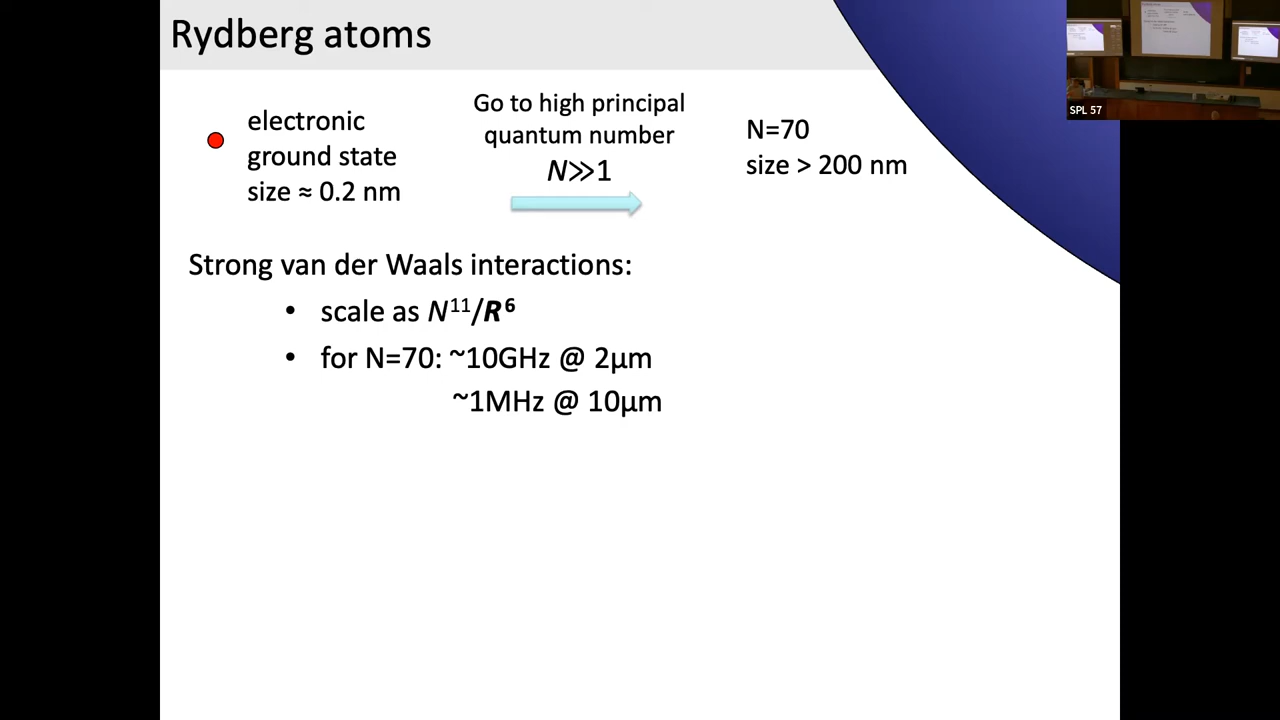 Rydberg atoms
electronic
ground state
size ≈ 0.2 nm
Go to high principal
quantum number
N≫1
N=70
size > 200 nm
Strong van der Waals interactions:
• scale as N¹¹/R⁶
• for N=70: ~10GHz @ 2μm
~1MHz @ 10μm
SPL 57